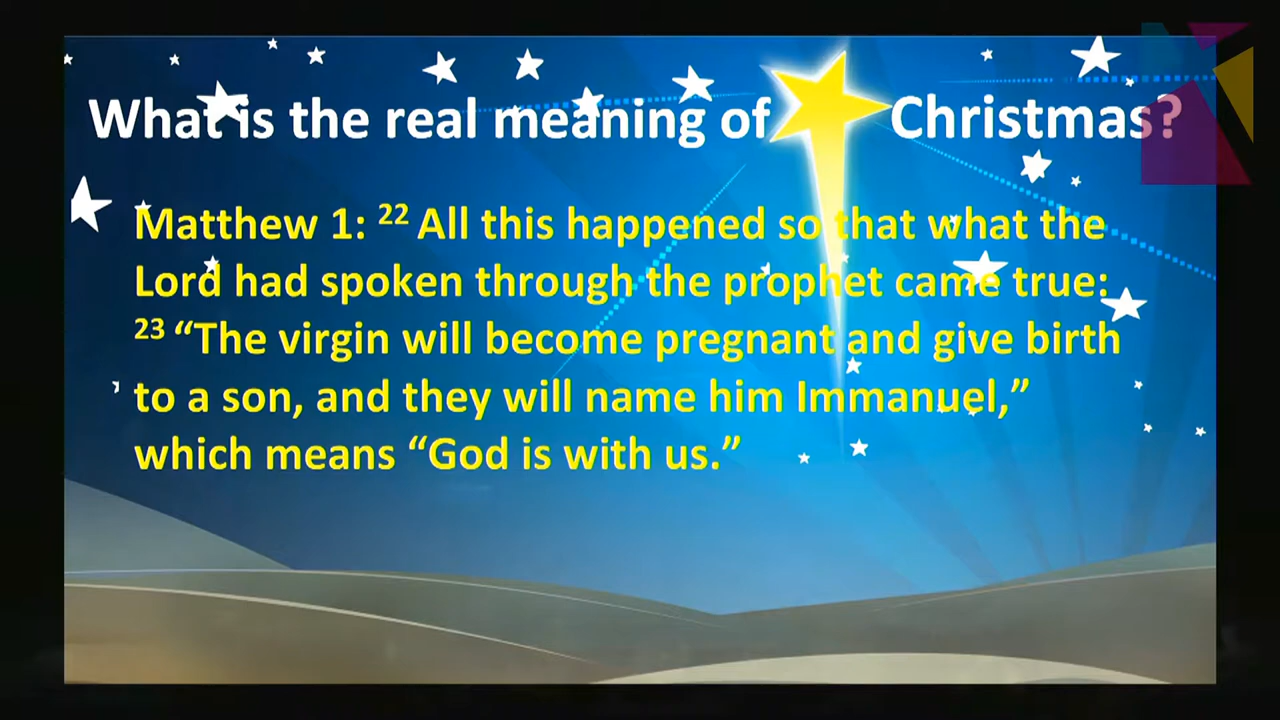 What is the real meaning of Christmas?
Matthew 1: 22 All this happened so that what the
Lord had spoken through the prophet came true:
23 “The virgin will become pregnant and give birth
to a son, and they will name him Immanuel,”
which means “God is with us.”